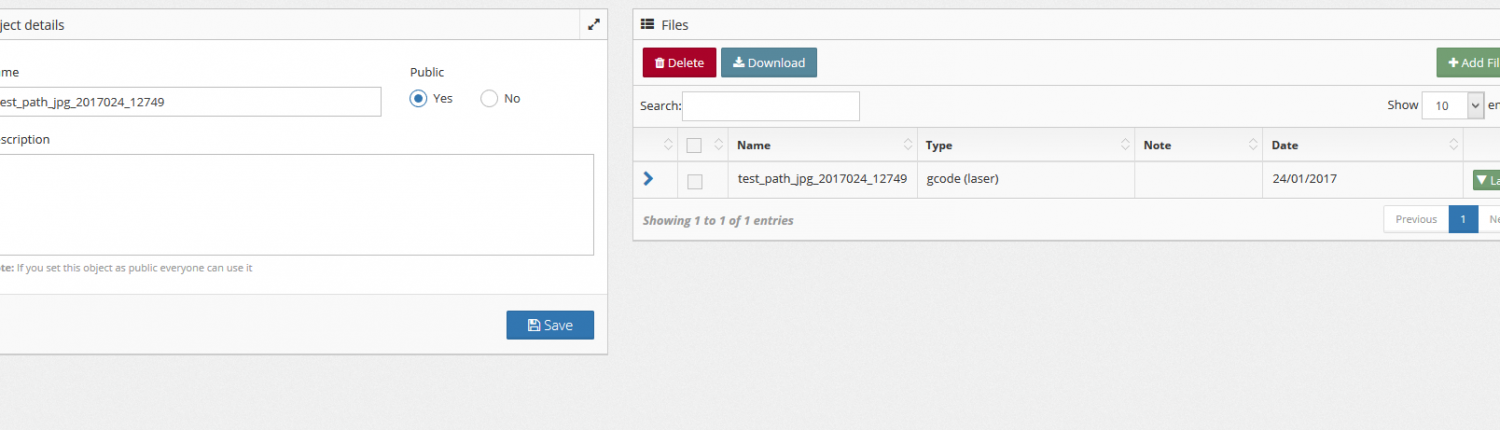 ject details
ame
Public
est_path_jpg_2017024_12749
Yes
No
scription
te: If you set this object as public everyone can use it
Save
Files
Delete
Download
Add Fil
Search:
Show 10 en
Name Type Note Date
test_path_jpg_2017024_12749 gcode (laser) 24/01/2017 La
Showing 1 to 1 of 1 entries
Previous 1 Ne